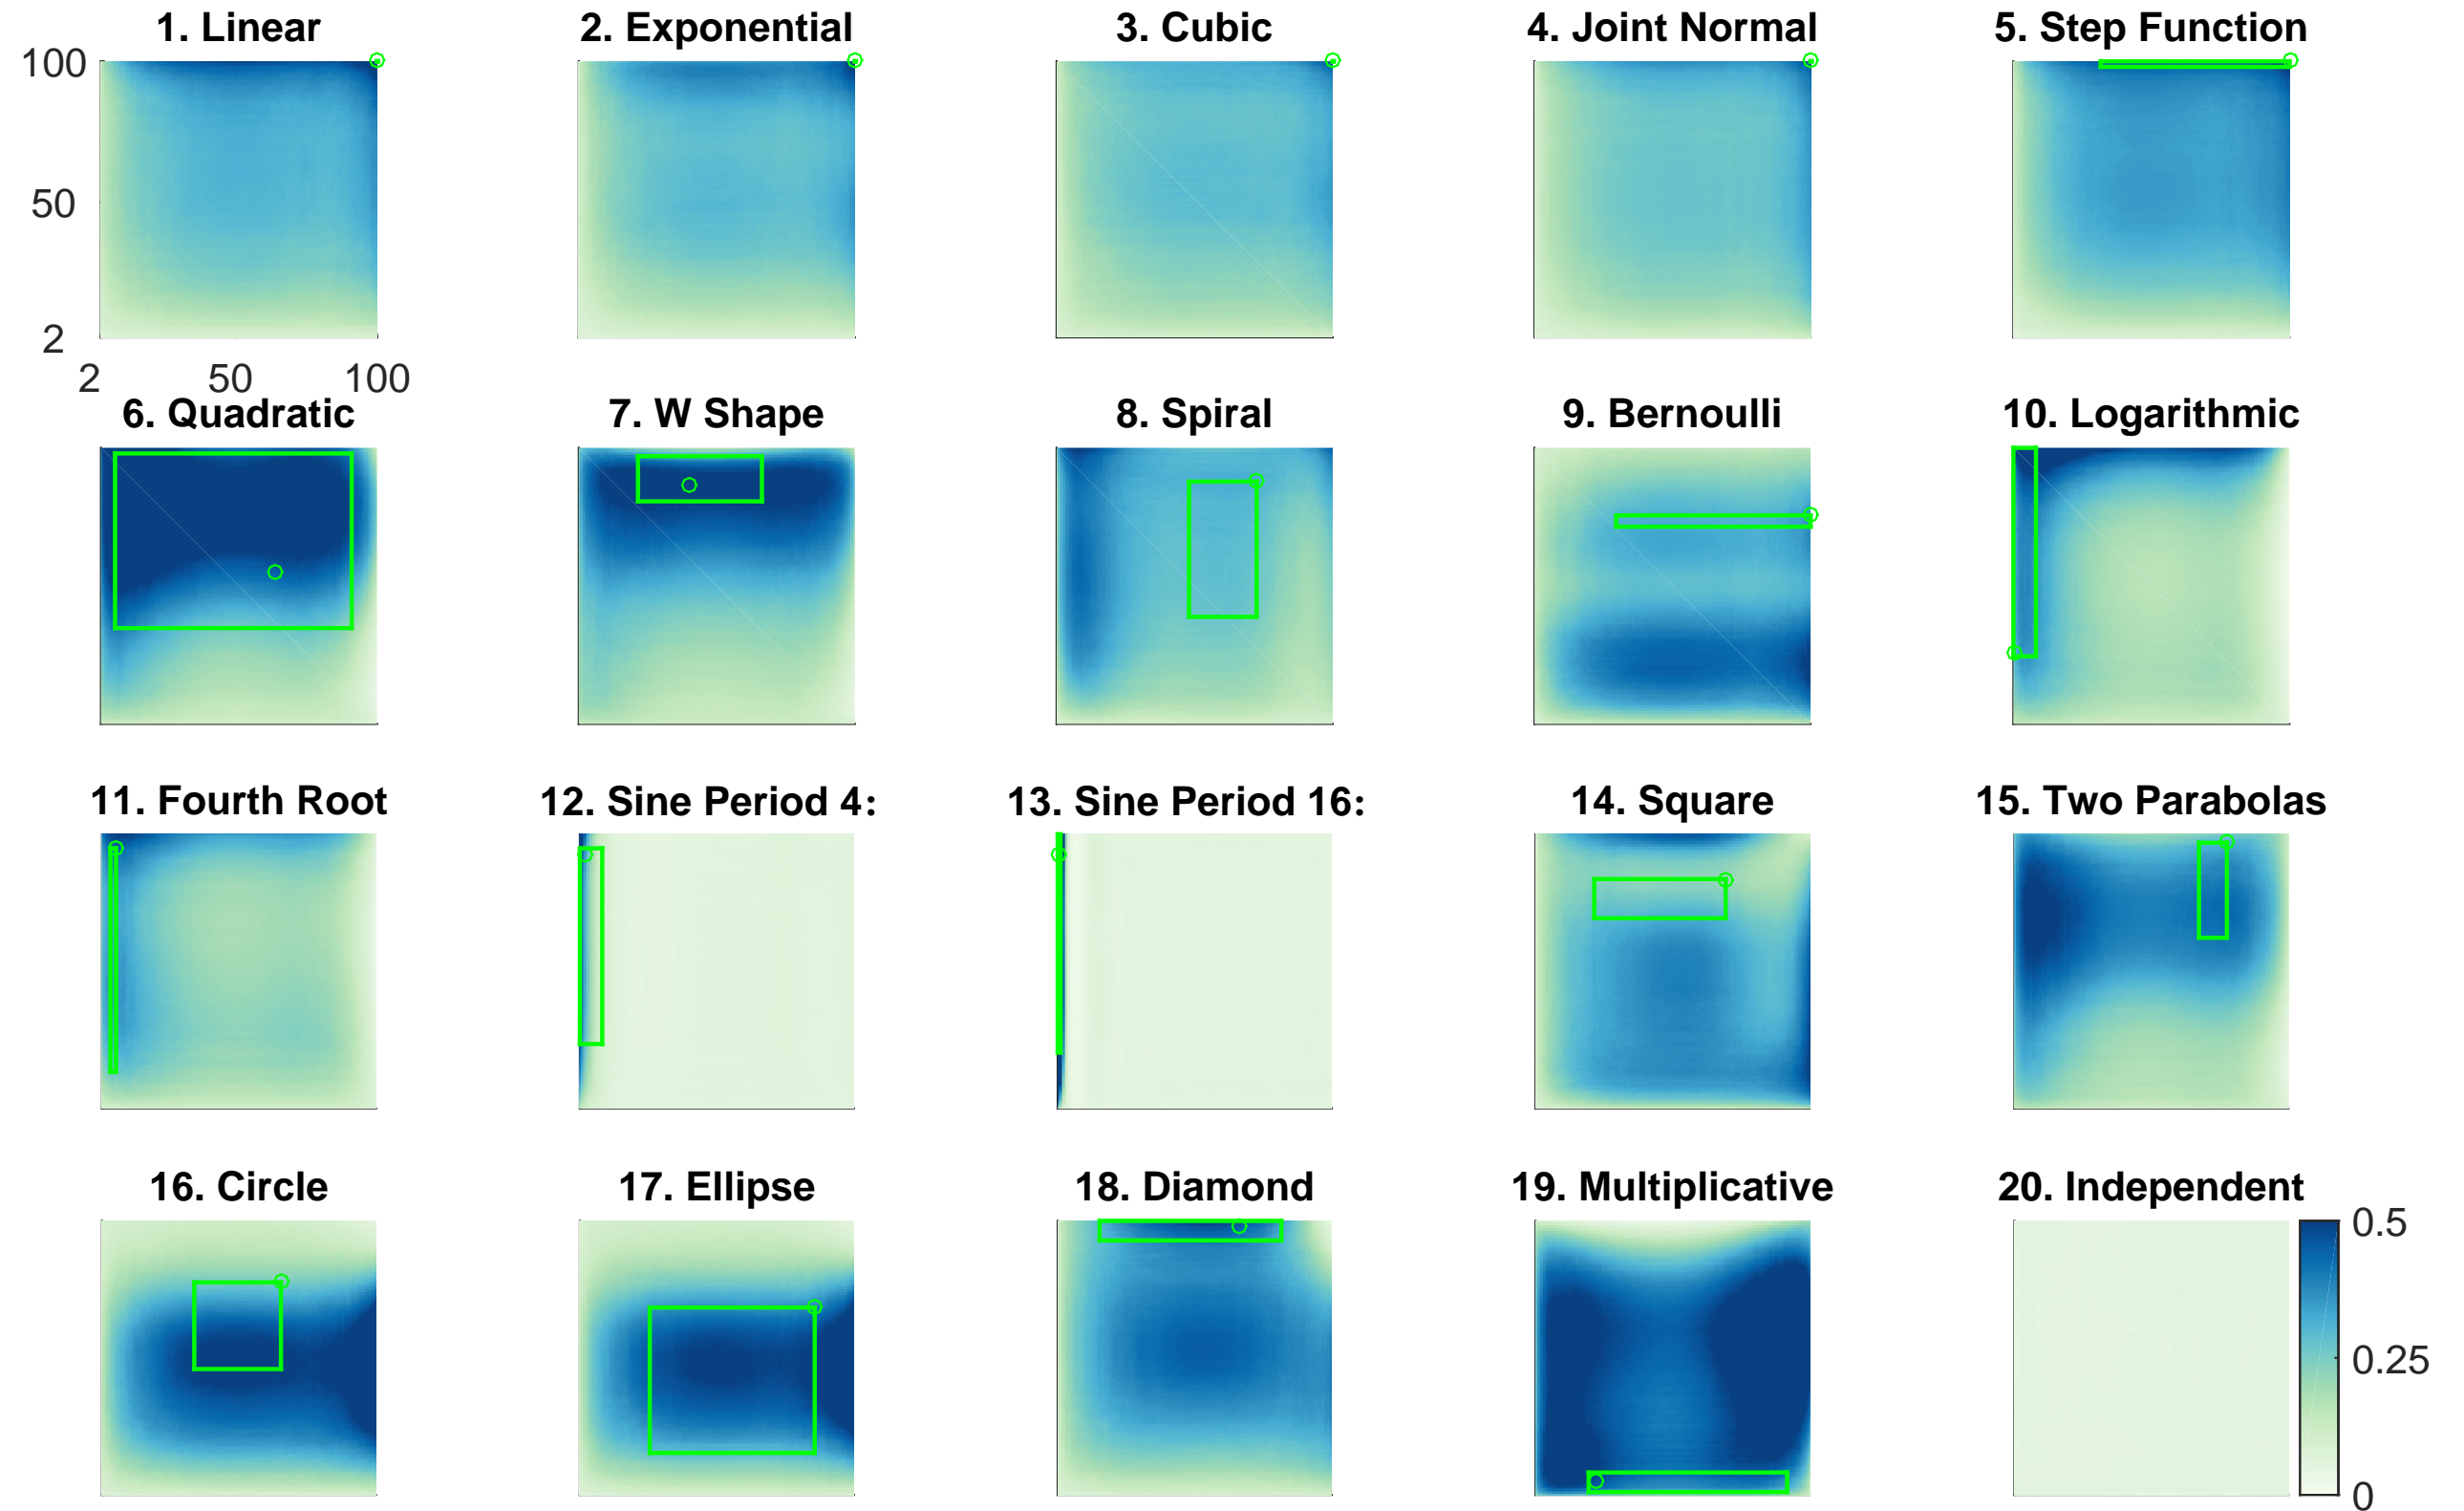 1. Linear
2. Exponential
3. Cubic
4. Joint Normal
5. Step Function
100
50
2
2
50
100
6. Quadratic
7. W Shape
8. Spiral
9. Bernoulli
10. Logarithmic
11. Fourth Root
12. Sine Period 4:
13. Sine Period 16:
14. Square
15. Two Parabolas
16. Circle
17. Ellipse
18. Diamond
19. Multiplicative
20. Independent
0.5
0.25
0